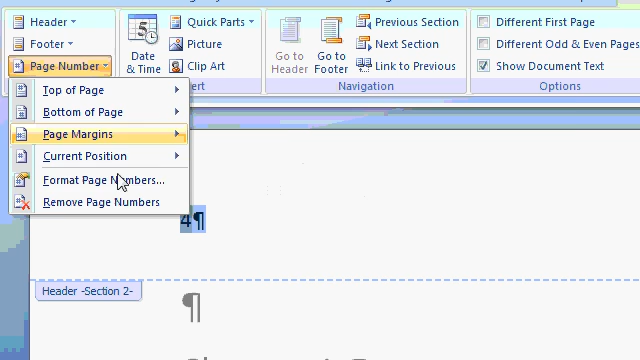 Header
Footer
Page Number
5
Date
& Time
Quick Parts
Picture
Clip Art
ert
Go to
Header
Go to
Footer
Previous Section
Next Section
Link to Previous
Navigation
Different First Page
Different Odd & Even Pages
Show Document Text
Options
Top of Page
Bottom of Page
Page Margins
Current Position
Format Page Numbers...
Remove Page Numbers
4¶
Header -Section 2-
¶